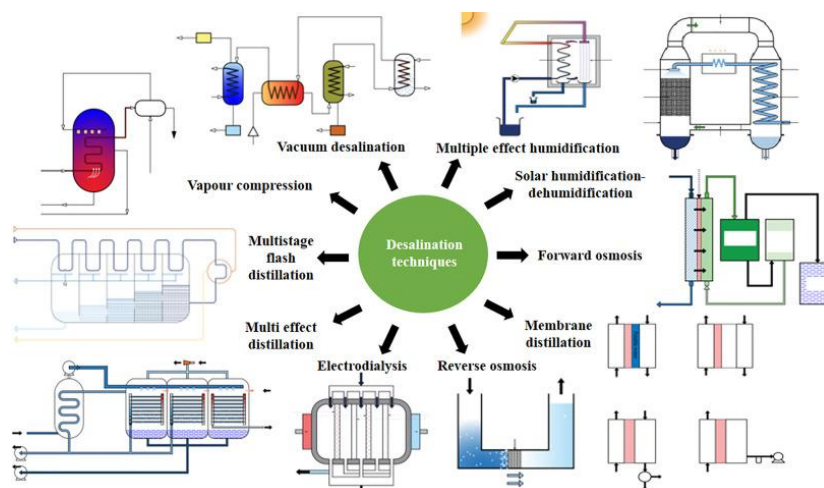 Vacuum desalination
Multiple effect humidification
Vapour compression
Solar humidification-
dehumidification
Desalination
techniques
Multistage
flash
distillation
Forward osmosis
Multi effect
distillation
Membrane
distillation
Electrodialysis
Reverse osmosis